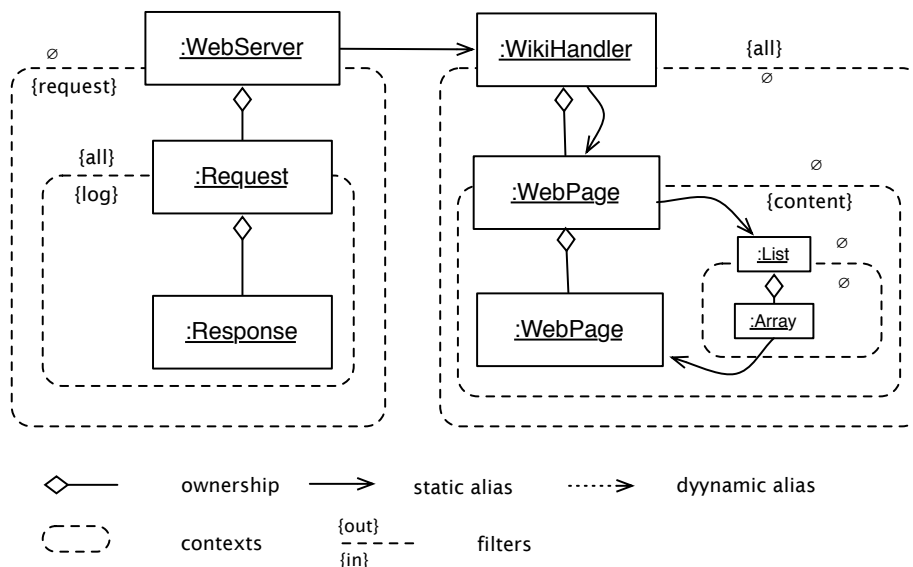 :WebServer
:WikiHandler
∅
{all}
{request}
∅
{all}
:Request
{log}
∅
:WebPage
{content}
∅
:List
∅
:Response
:WebPage
:Array
ownership
static alias
dyynamic alias
contexts
{out}
{in}
filters